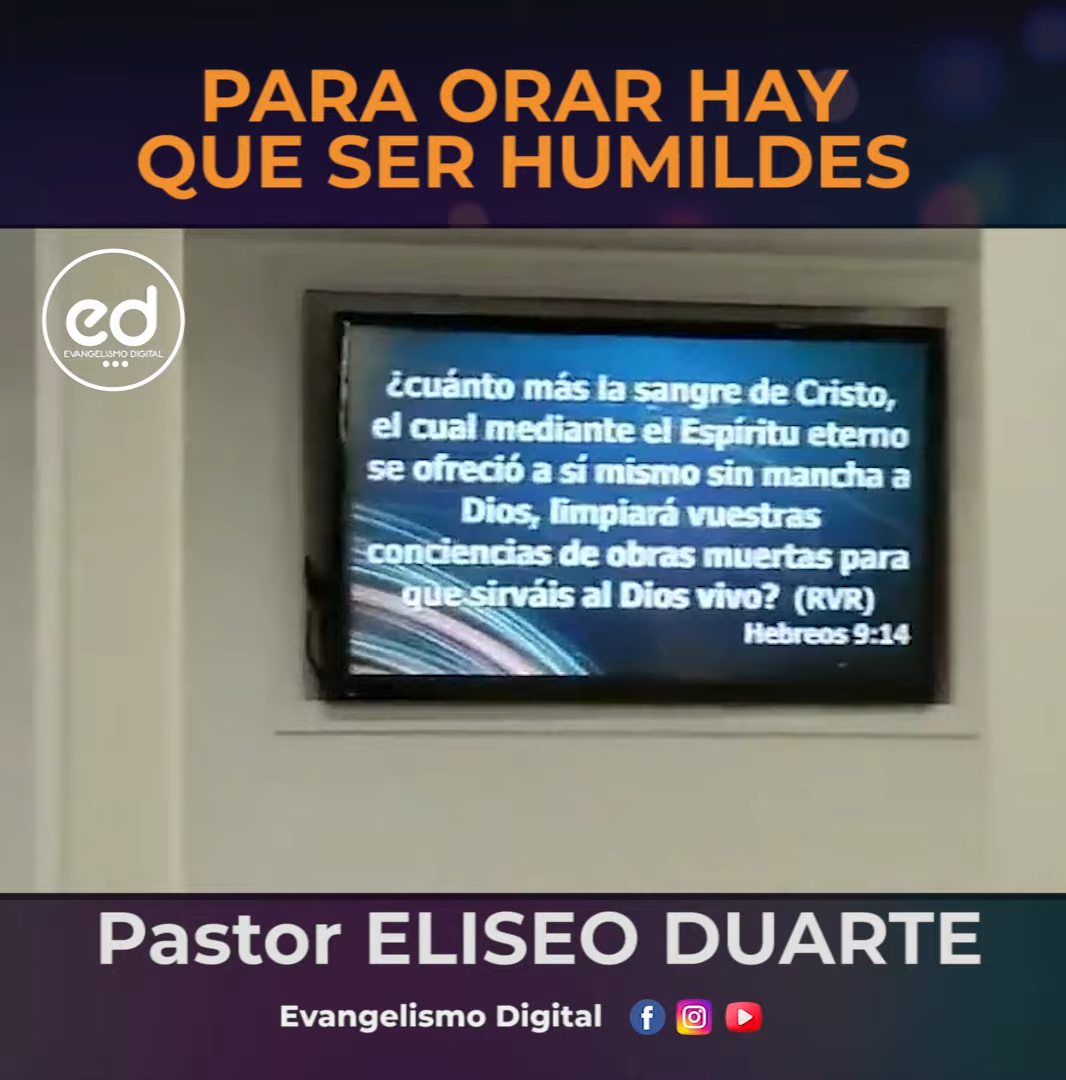 PARA ORAR HAY
QUE SER HUMILDES
ed
EVANGELISMO DIGITAL
¿cuánto más la sangre de Cristo,
el cual mediante el Espíritu eterno
se ofreció a sí mismo sin mancha a
Dios, limpiará vuestras
conciencias de obras muertas para
que sirváis al Dios vivo? (RVR)
Hebreos 9:14
Pastor ELISEO DUARTE
Evangelismo Digital